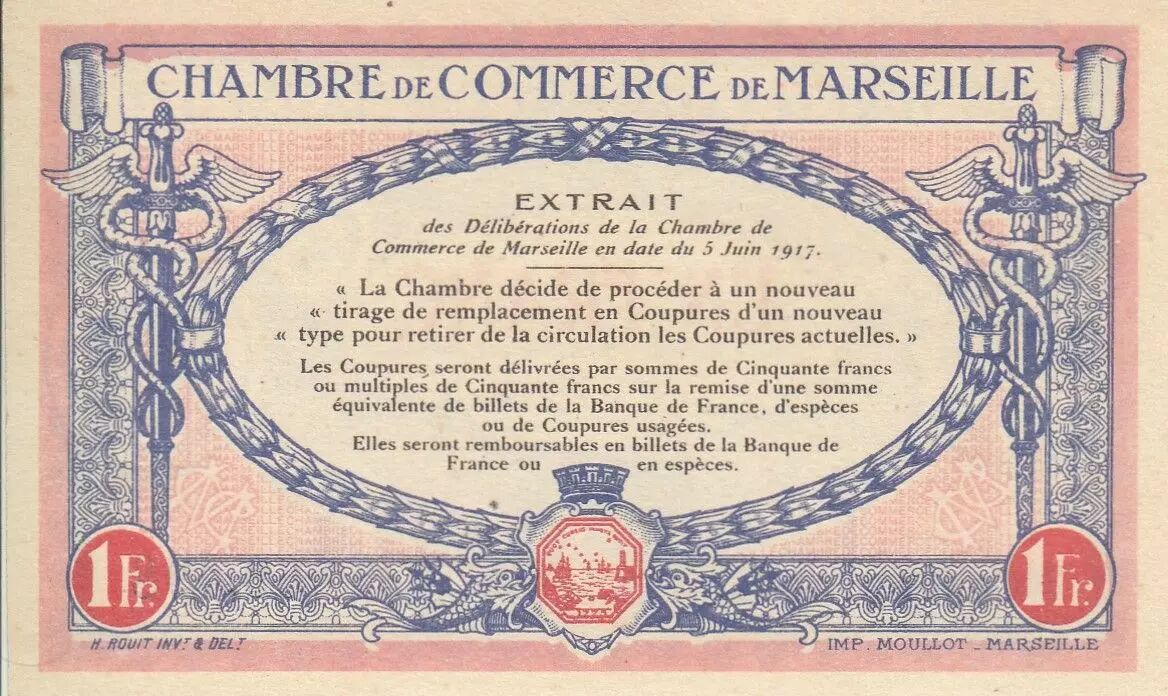 CHAMBRE DE COMMERCE DE MARSEILLE
EXTRAIT
des Délibérations de la Chambre de
Commerce de Marseille en date du 5 Juin 1917.
« La Chambre décide de procéder à un nouveau
« tirage de remplacement en Coupures d'un nouveau
« type pour retirer de la circulation les Coupures actuelles. »
Les Coupures seront délivrées par sommes de Cinquante francs
ou multiples de Cinquante francs sur la remise d'une somme
équivalente de billets de la Banque de France, d'espèces
ou de Coupures usagées.
Elles seront remboursables en billets de la Banque de
France ou en espèces.
1 Fr.
1 Fr.
H. ROUIT INV.T & DEL.T
IMP. MOULLOT - MARSEILLE